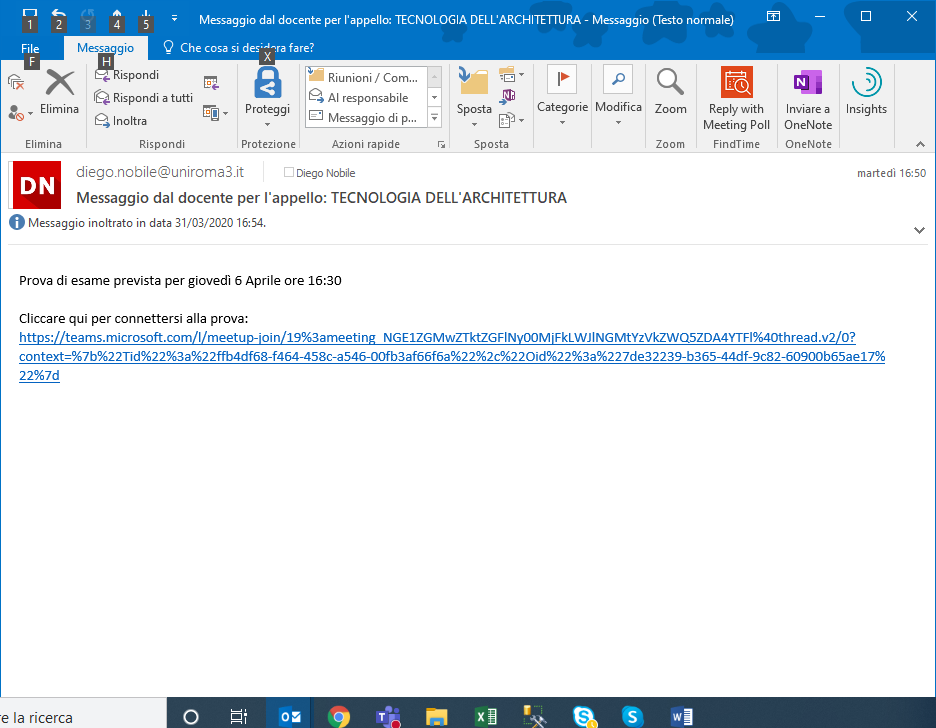 Messaggio dal docente per l'appello: TECNOLOGIA DELL'ARCHITETTURA - Messaggio (Testo normale)
1 2 3 4 5
File Messaggio Che cosa si desidera fare?
F H X
Elimina
Rispondi
Rispondi a tutti
Inoltra
Proteggi
Riunioni / Com...
Al responsabile
Messaggio di p...
Sposta
Categorie
Modifica
Zoom
Reply with
Meeting Poll
Inviare a
OneNote
Insights
Elimina Rispondi Protezione Azioni rapide Sposta Zoom FindTime OneNote
DN
diego.nobile@uniroma3.it
Diego Nobile
martedì 16:50
Messaggio dal docente per l'appello: TECNOLOGIA DELL'ARCHITETTURA
Messaggio inoltrato in data 31/03/2020 16:54.
Prova di esame prevista per giovedì 6 Aprile ore 16:30
Cliccare qui per connettersi alla prova:
https://teams.microsoft.com/l/meetup-join/19%3ameeting_NGE1ZGMwZTktZGFlNy00MjFkLWJlNGMtYzVkZWQ5ZDA4YTFl%40thread.v2/0?
context=%7b%22Tid%22%3a%22ffb4df68-f464-458c-a546-00fb3af66f6a%22%2c%22Oid%22%3a%227de32239-b365-44df-9c82-60900b65ae17%
22%7d
re la ricerca